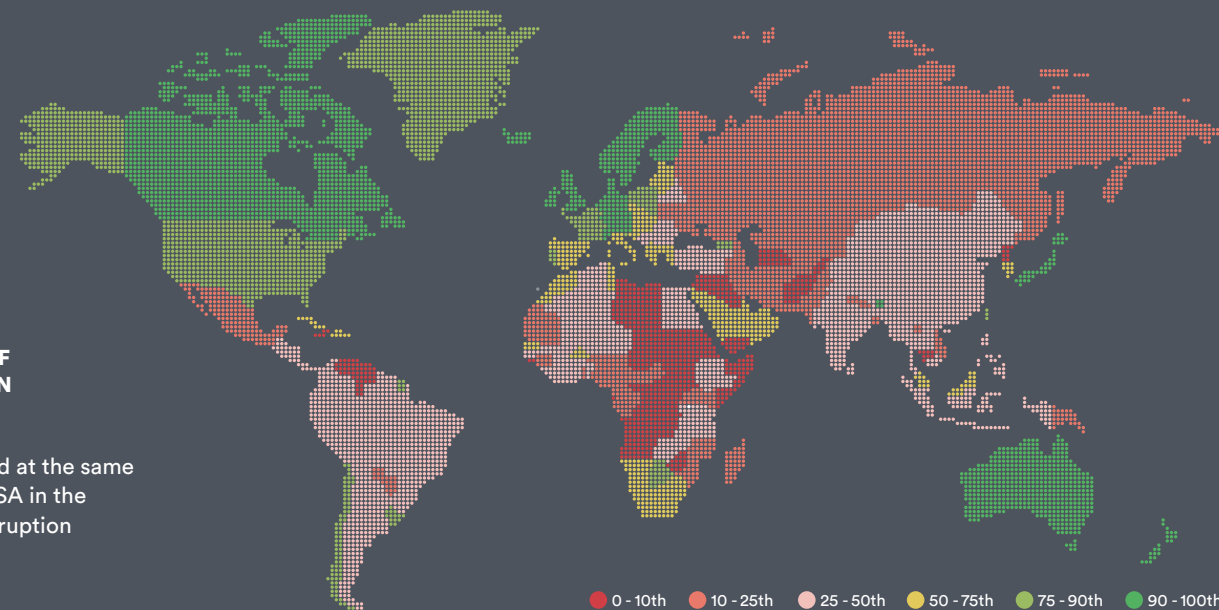 F
N
d at the same
SA in the
ruption
0 - 10th 10 - 25th 25 - 50th 50 - 75th 75 - 90th 90 - 100th